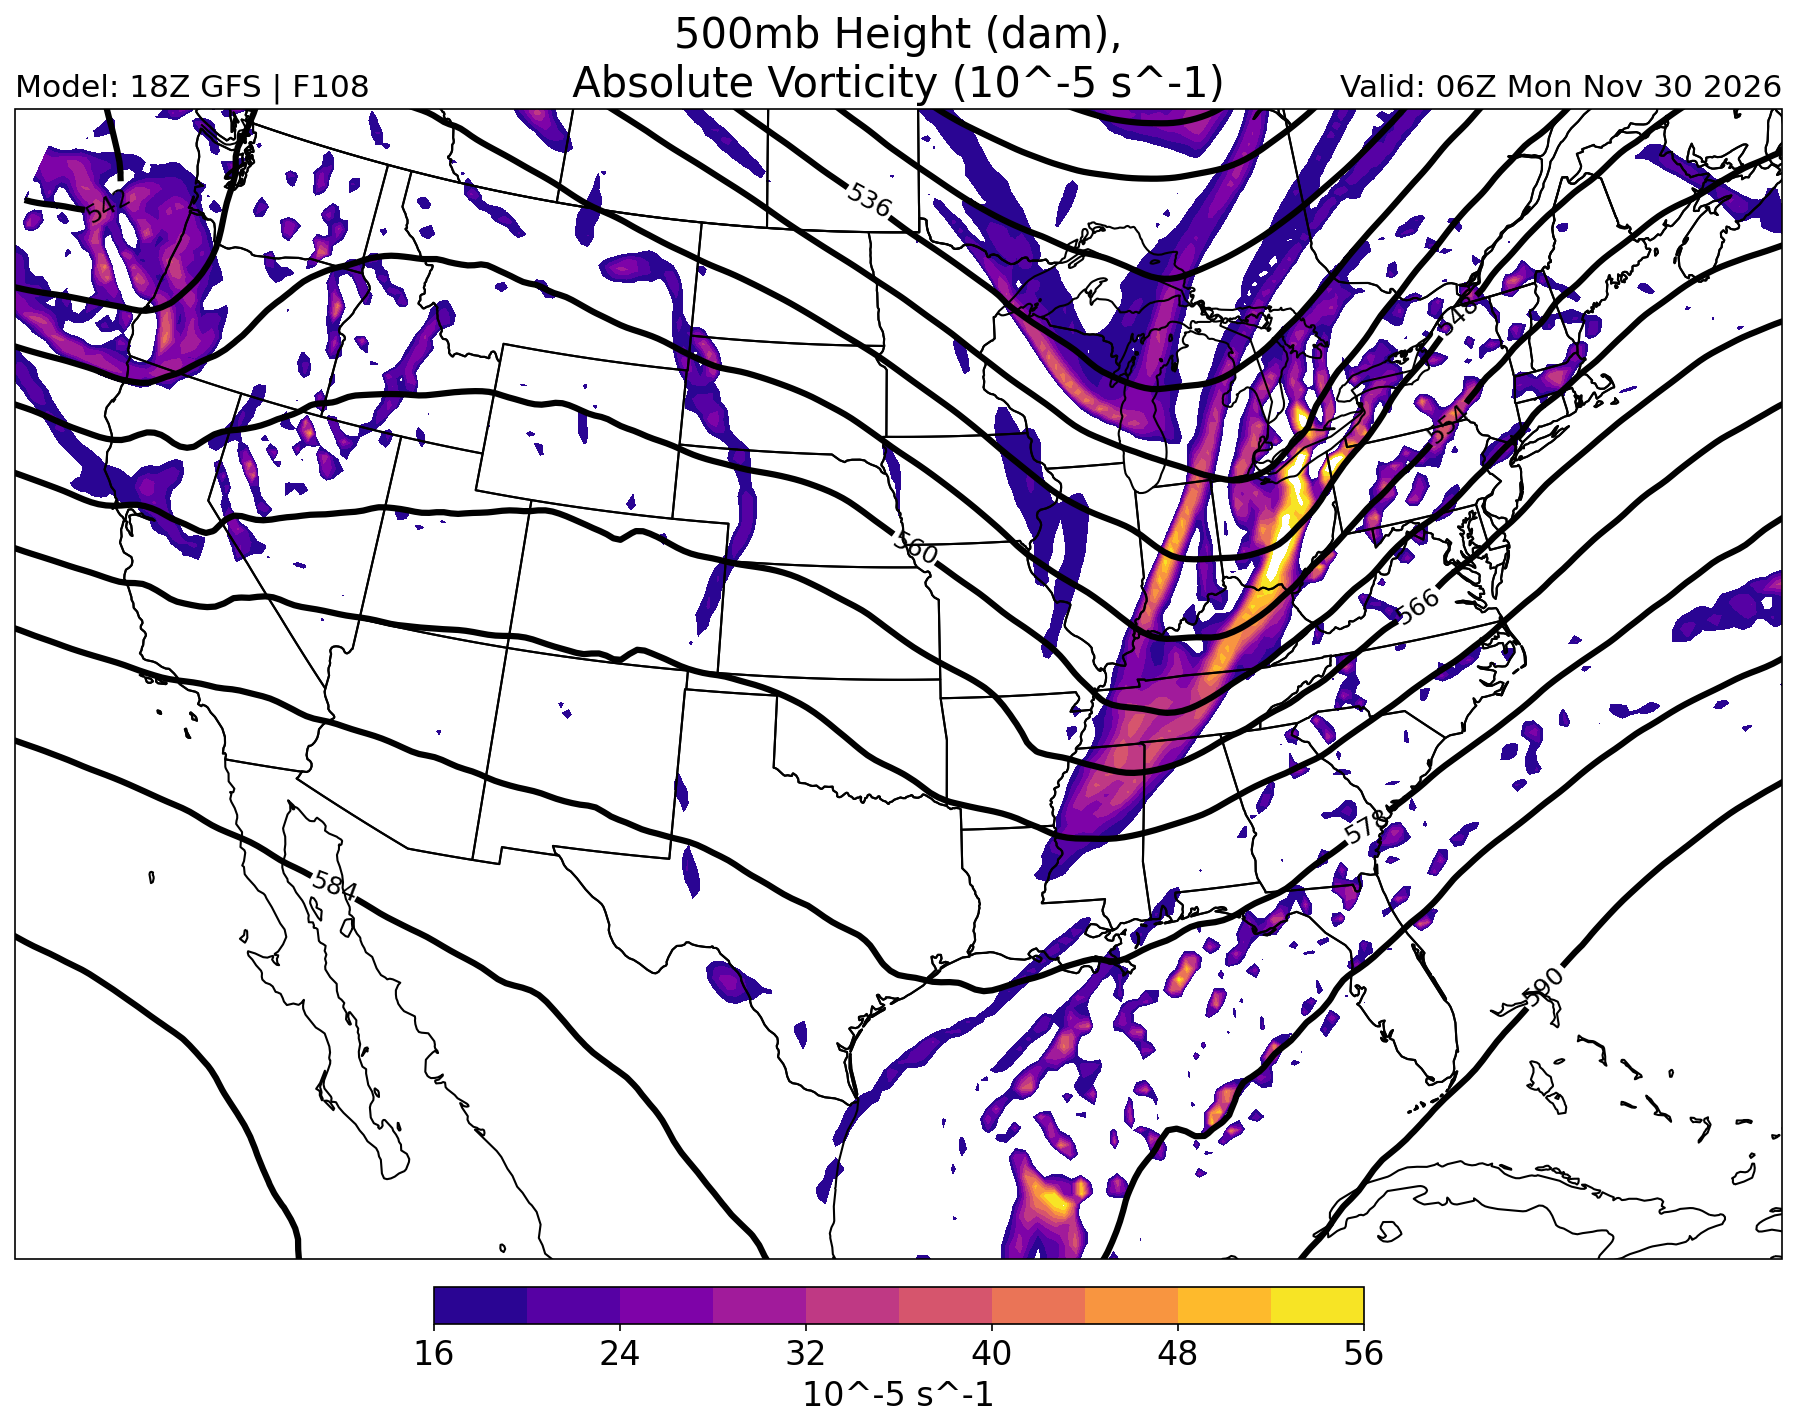 500mb Height (dam),
Model: 18Z GFS | F108
Absolute Vorticity (10^-5 s^-1)
Valid: 06Z Mon Nov 30 2026
542
536
548
554
560
566
578
584
590
16 24 32 40 48 56
10^-5 s^-1